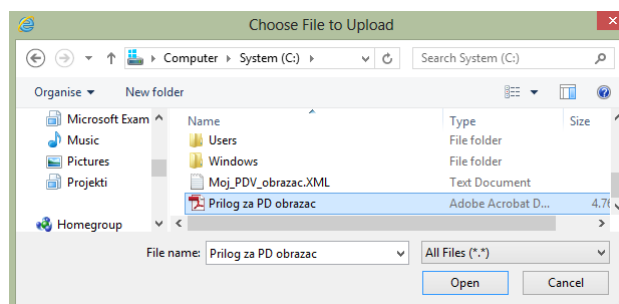 Choose File to Upload
Computer System (C:) Search System (C:)
Organise New folder
Microsoft Exam
Music
Pictures
Projekti
Homegroup
Name Type Size
Users File folder
Windows File folder
Moj_PDV_obrazac.XML Text Document
Prilog za PD obrazac Adobe Acrobat D... 4.76
File name: Prilog za PD obrazac All Files (*.*)
Open Cancel